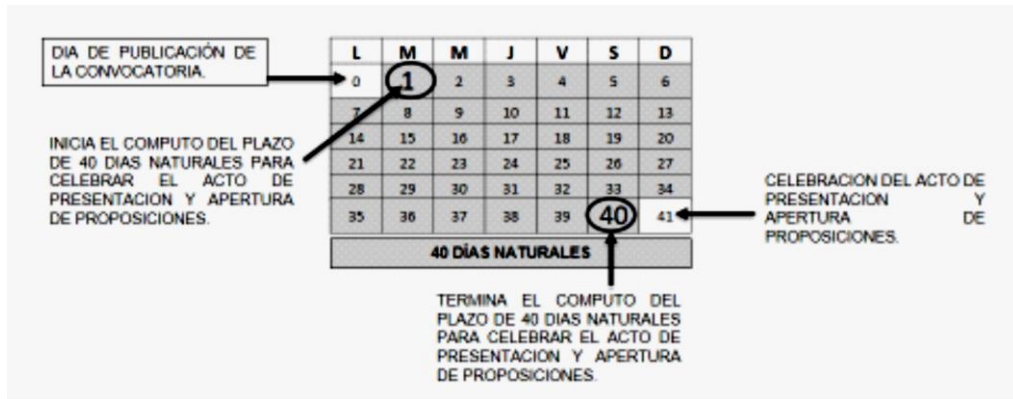 DIA DE PUBLICACIÓN DE
LA CONVOCATORIA.
L M M J V S D
0 1 2 3 4 5 6
7 8 9 10 11 12 13
14 15 16 17 18 19 20
21 22 23 24 25 26 27
28 29 30 31 32 33 34
35 36 37 38 39 40 41
40 DÍAS NATURALES
INICIA EL COMPUTO DEL PLAZO
DE 40 DIAS NATURALES PARA
CELEBRAR EL ACTO DE
PRESENTACION Y APERTURA
DE PROPOSICIONES.
CELEBRACION DEL ACTO DE
PRESENTACION Y
APERTURA DE
PROPOSICIONES.
TERMINA EL COMPUTO DEL
PLAZO DE 40 DIAS NATURALES
PARA CELEBRAR EL ACTO DE
PRESENTACION Y APERTURA
DE PROPOSICIONES.